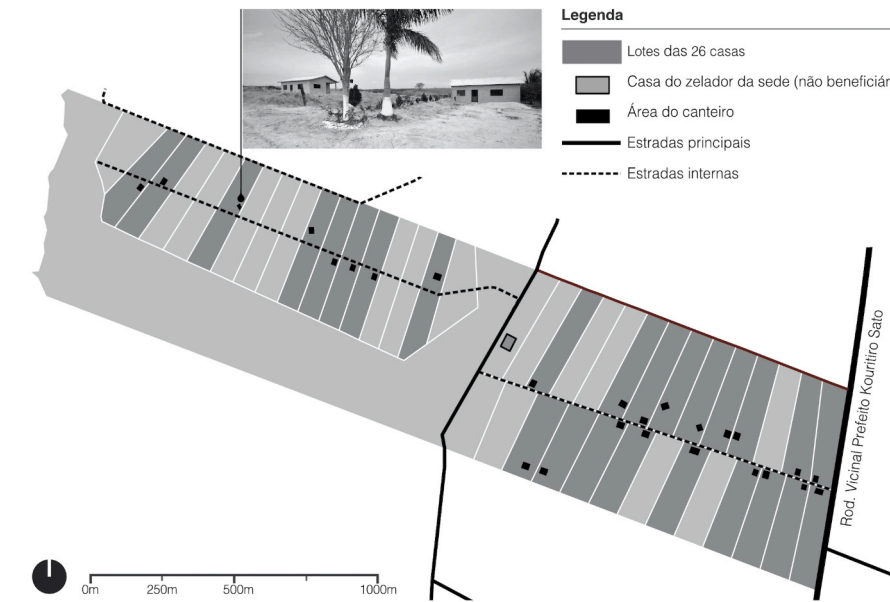 Legenda
Lotes das 26 casas
Casa do zelador da sede (não beneficiár
Área do canteiro
Estradas principais
Estradas internas
Rod. Vicinal Prefeito Kouritiro Sato
0m 250m 500m 1000m